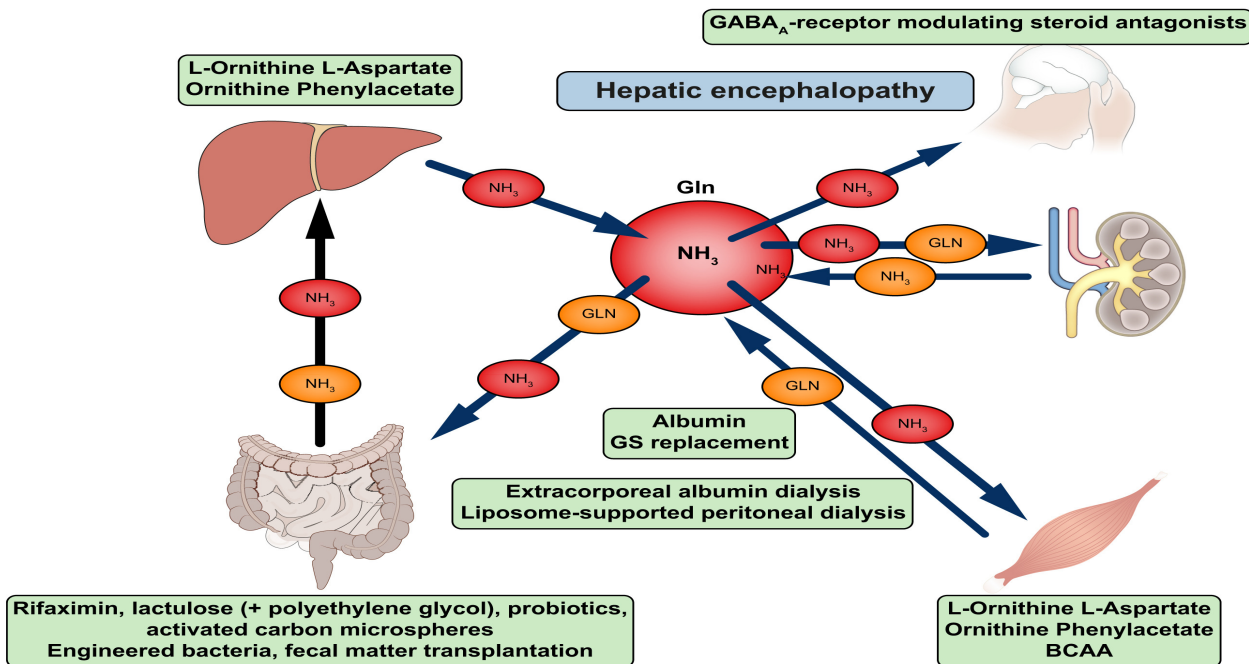 GABA_A-receptor modulating steroid antagonists
L-Ornithine L-Aspartate
Ornithine Phenylacetate
Hepatic encephalopathy
NH₃
NH₃
Gln
NH₃
NH₃
NH₃
GLN
NH₃
NH₃
GLN
NH₃
NH₃
NH₃
GLN
NH₃
Albumin
GS replacement
Extracorporeal albumin dialysis
Liposome-supported peritoneal dialysis
Rifaximin, lactulose (+ polyethylene glycol), probiotics,
activated carbon microspheres
Engineered bacteria, fecal matter transplantation
L-Ornithine L-Aspartate
Ornithine Phenylacetate
BCAA